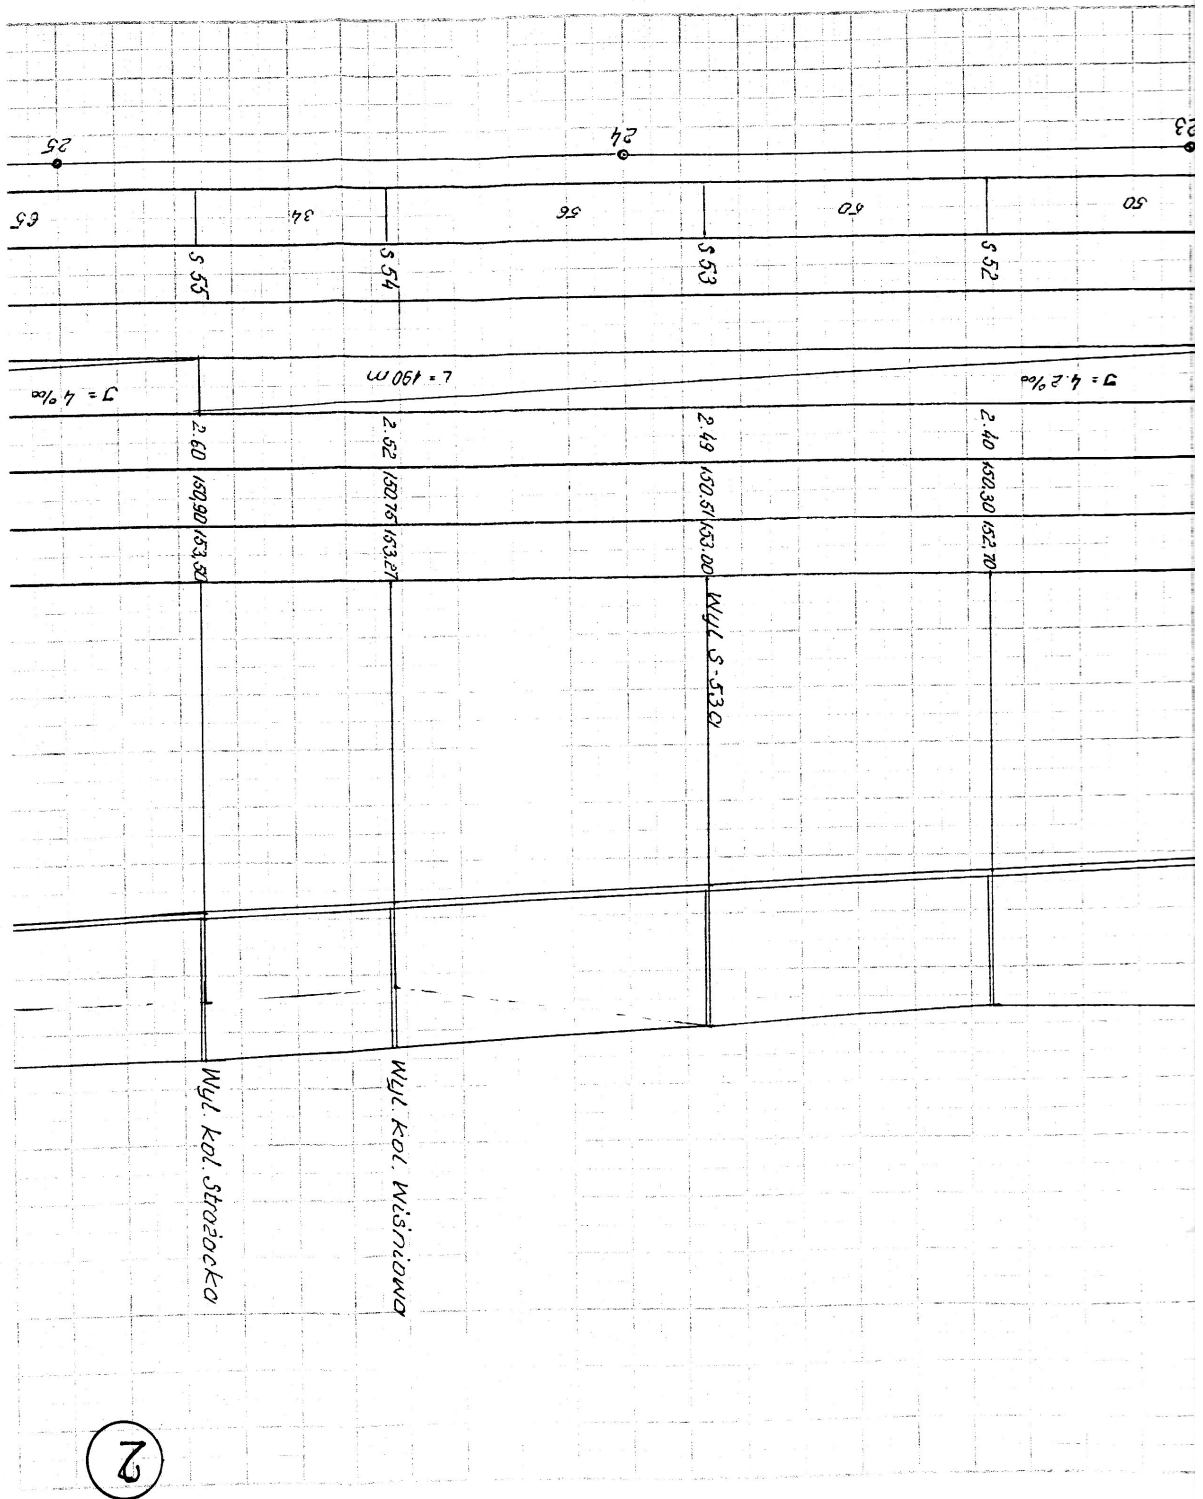 23
24
25
50
50
56
34
65
S 52
S 53
S 54
S 55
J = 4.2‰
L = 190 m
J = 4‰
2.40 150.30 152.70
2.49 150.51 153.00
2.52 150.75 153.27
2.60 150.90 153.50
Wyl. S-53a
Wyl. kol. Wiśniowa
Wyl. kol. Strażacka
2